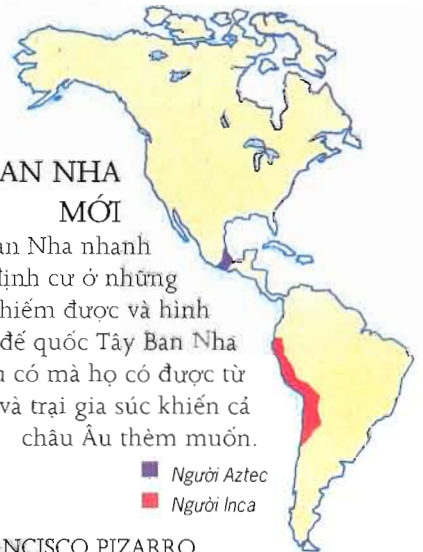 AN NHA
MỚI
an Nha nhanh
định cư ở những
hiếm được và hình
đế quốc Tây Ban Nha
u có mà họ có được từ
và trại gia súc khiến cả
châu Âu thèm muốn.
Người Aztec
Người Inca
NCISCO PIZARRO